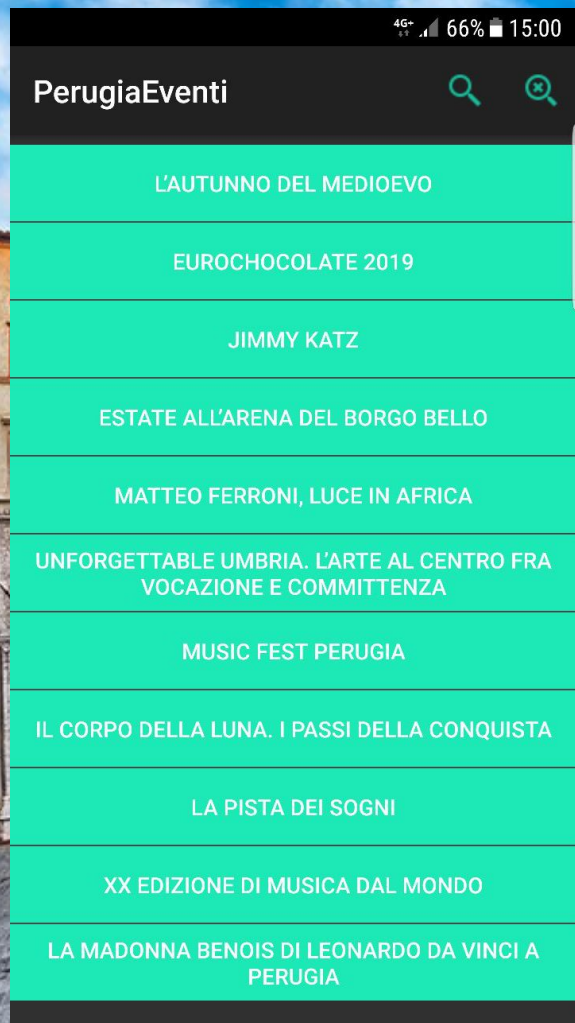 4G+ 66% 15:00
PerugiaEventi
L'AUTUNNO DEL MEDIOEVO
EUROCHOCOLATE 2019
JIMMY KATZ
ESTATE ALL'ARENA DEL BORGO BELLO
MATTEO FERRONI, LUCE IN AFRICA
UNFORGETTABLE UMBRIA. L'ARTE AL CENTRO FRA
VOCAZIONE E COMMITTENZA
MUSIC FEST PERUGIA
IL CORPO DELLA LUNA. I PASSI DELLA CONQUISTA
LA PISTA DEI SOGNI
XX EDIZIONE DI MUSICA DAL MONDO
LA MADONNA BENOIS DI LEONARDO DA VINCI A
PERUGIA